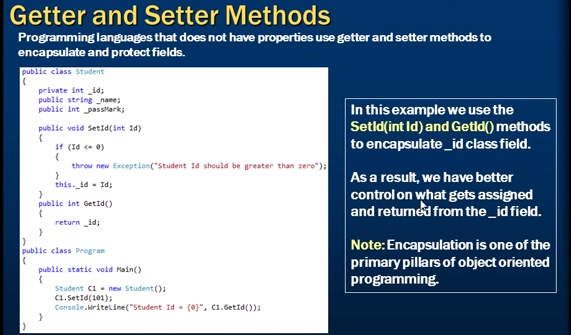 Getter and Setter Methods
Programming languages that does not have properties use getter and setter methods to
encapsulate and protect fields.
public class Student
{
private int _id;
public string _name;
public int _passMark;
public void SetId(int Id)
{
if (Id <= 0)
{
throw new Exception("Student Id should be greater than zero");
}
this._id = Id;
}
public int GetId()
{
return _id;
}
}
public class Program
{
public static void Main()
{
Student C1 = new Student();
C1.SetId(101);
Console.WriteLine("Student Id = {0}", C1.GetId());
}
}
In this example we use the
SetId(int Id) and GetId() methods
to encapsulate _id class field.
As a result, we have better
control on what gets assigned
and returned from the _id field.
Note: Encapsulation is one of the
primary pillars of object oriented
programming.